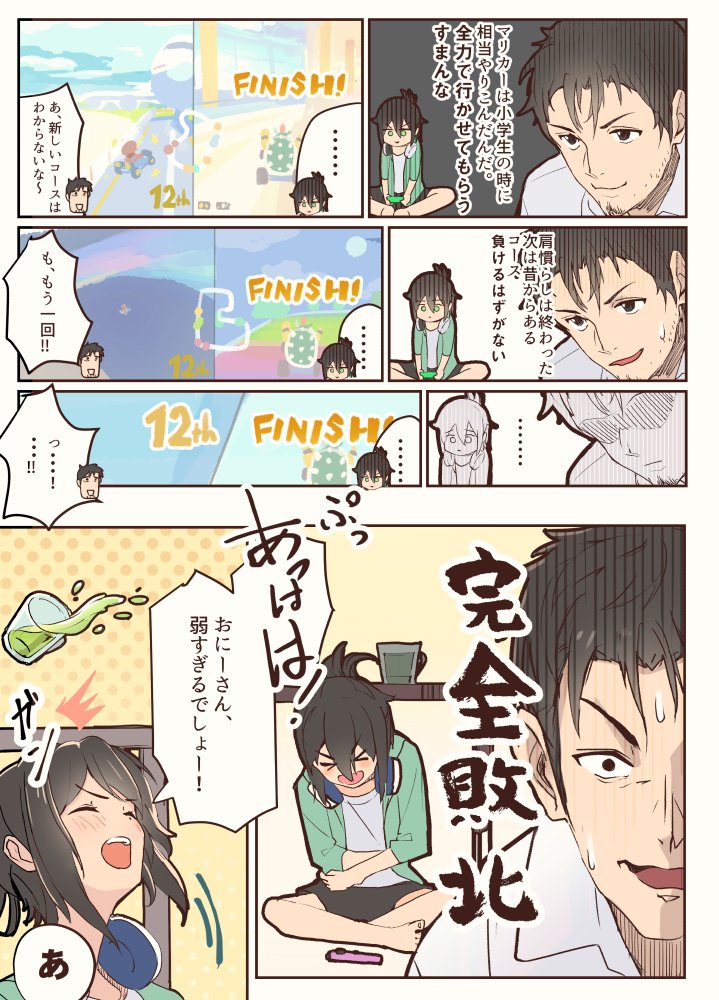 マリカーは小学生の時に
相当やりこんだんだ。
全力で行かせてもらう
すまんな
FINISH!
……
12th
あ、新しいコースは
わからないな〜
肩慣らしは終わった
次は昔からある
コース
負けるはずがない
FINISH!
……
12th
も、もう一回!!
……
FINISH!
……
12th
っ…!
…!!
完全敗北
ぷっ
あっはは!
おにーさん、
弱すぎるでしょー!
ガン
あ